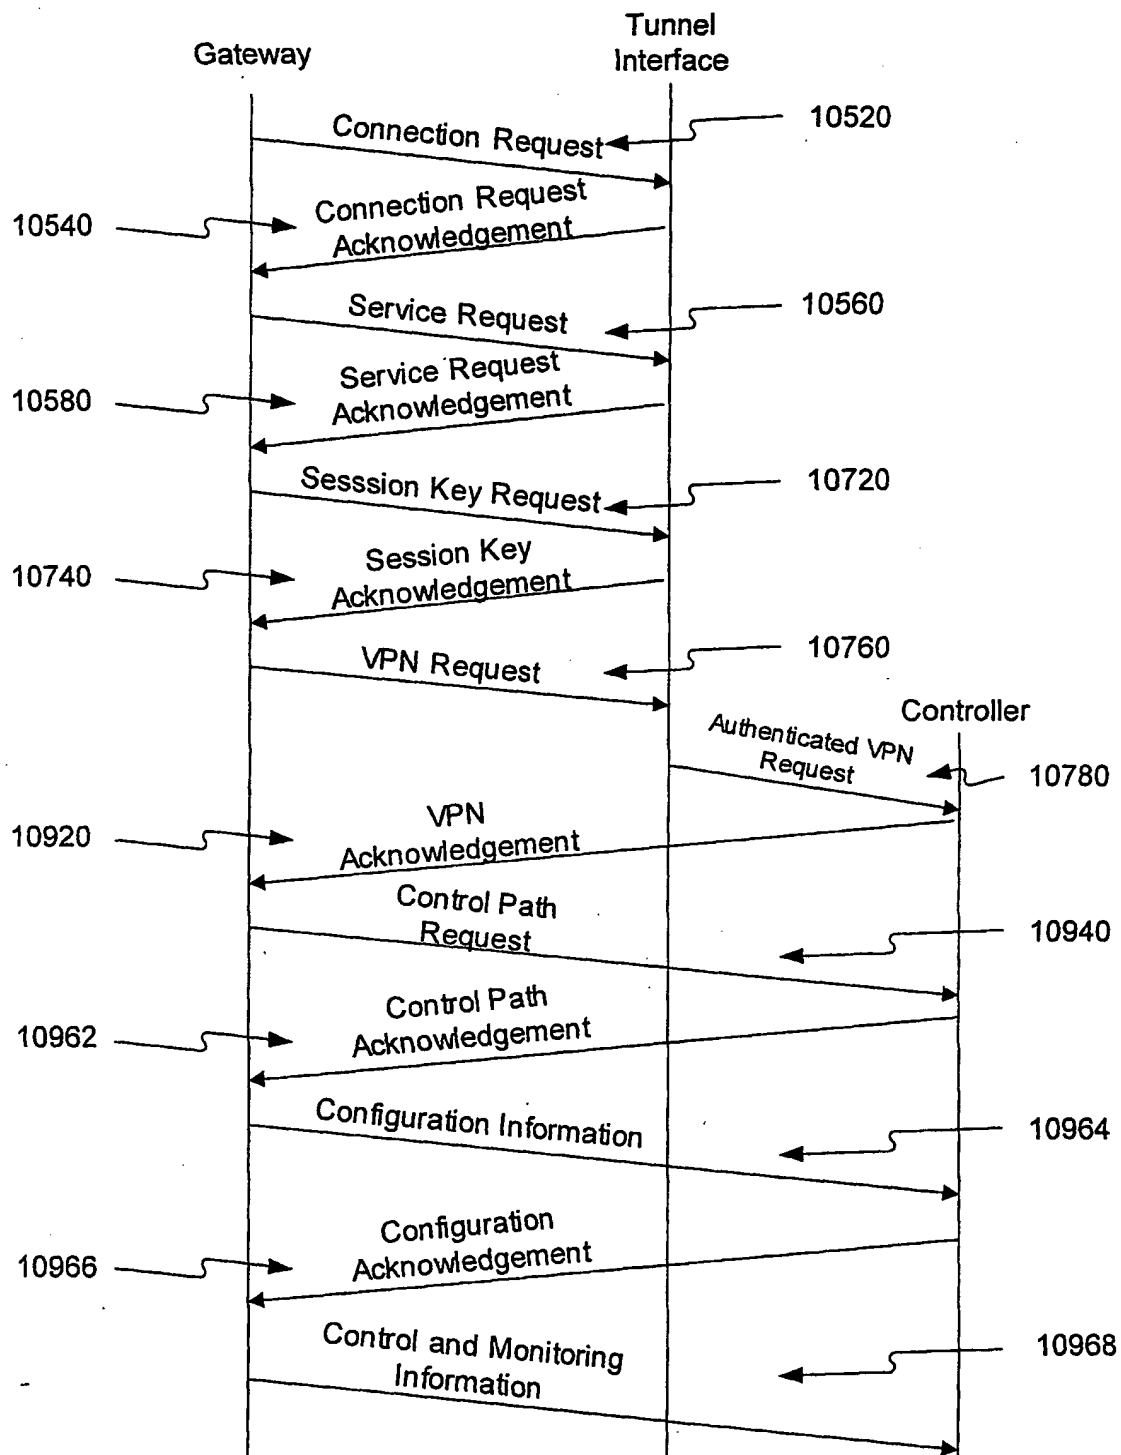 Tunnel
Interface
Gateway
Connection Request
10520
Connection Request
Acknowledgement
10540
Service Request
10560
Service Request
Acknowledgement
10580
Sesssion Key Request
10720
Session Key
Acknowledgement
10740
VPN Request
10760
Controller
Authenticated VPN
Request
10780
VPN
Acknowledgement
10920
Control Path
Request
10940
Control Path
Acknowledgement
10962
Configuration Information
10964
Configuration
Acknowledgement
10966
Control and Monitoring
Information
10968